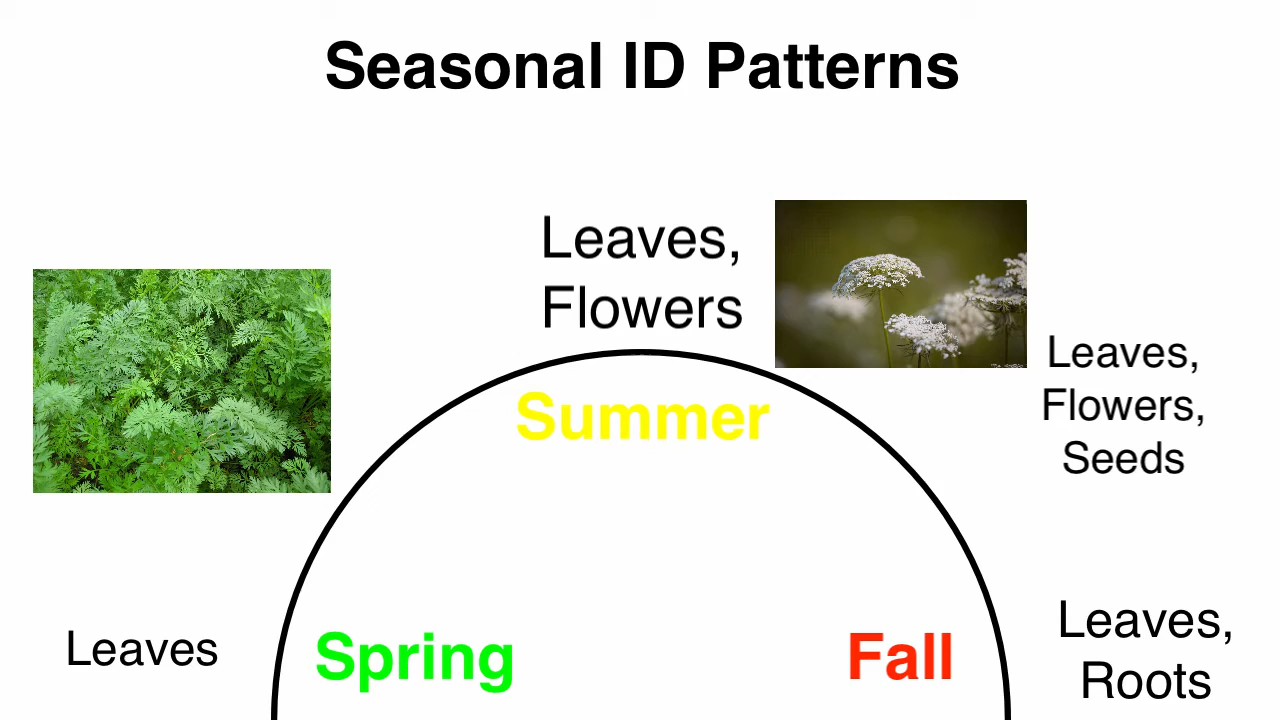 Seasonal ID Patterns
Leaves,
Flowers
Summer
Leaves,
Flowers,
Seeds
Leaves
Spring
Fall
Leaves,
Roots